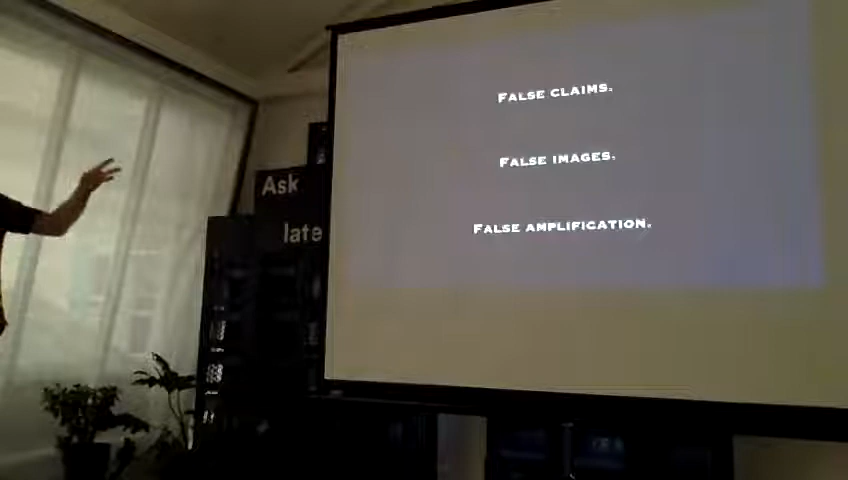 FALSE CLAIMS.
FALSE IMAGES.
FALSE AMPLIFICATION.
Ask
late